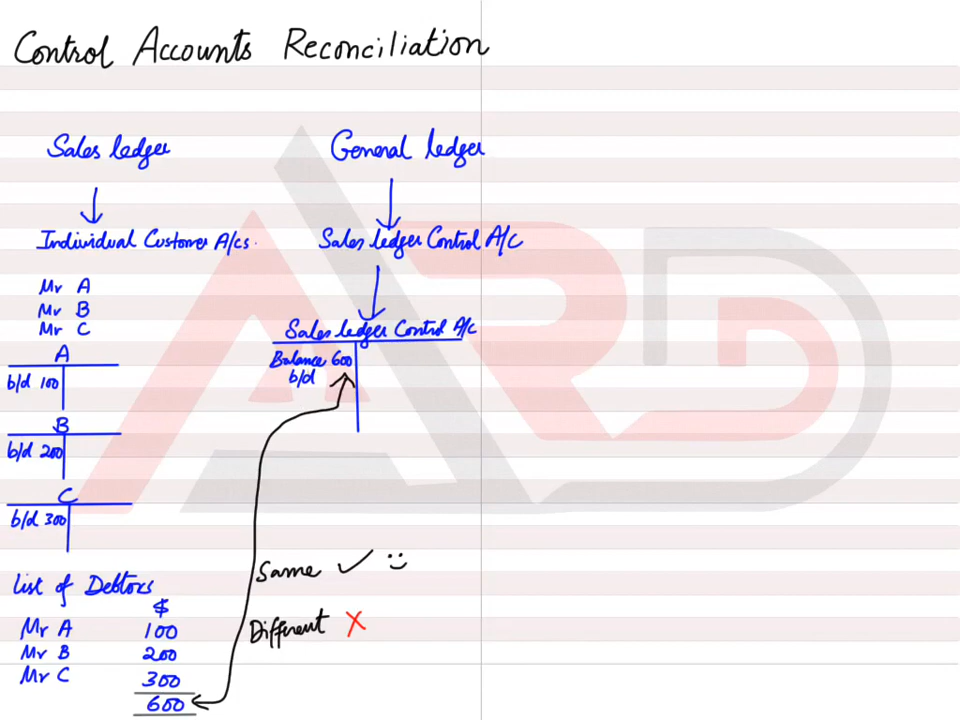 Control Accounts Reconciliation
Sales ledger
Individual Customer A/cs.
Mr A
Mr B
Mr C
A
b/d 100
B
b/d 200
C
b/d 300
List of Debtors
$
Mr A 100
Mr B 200
Mr C 300
600
General ledger
Sales ledger Control A/C
Sales ledger Control A/C
Balance 600
b/d
Same ✓
Different X
ARD